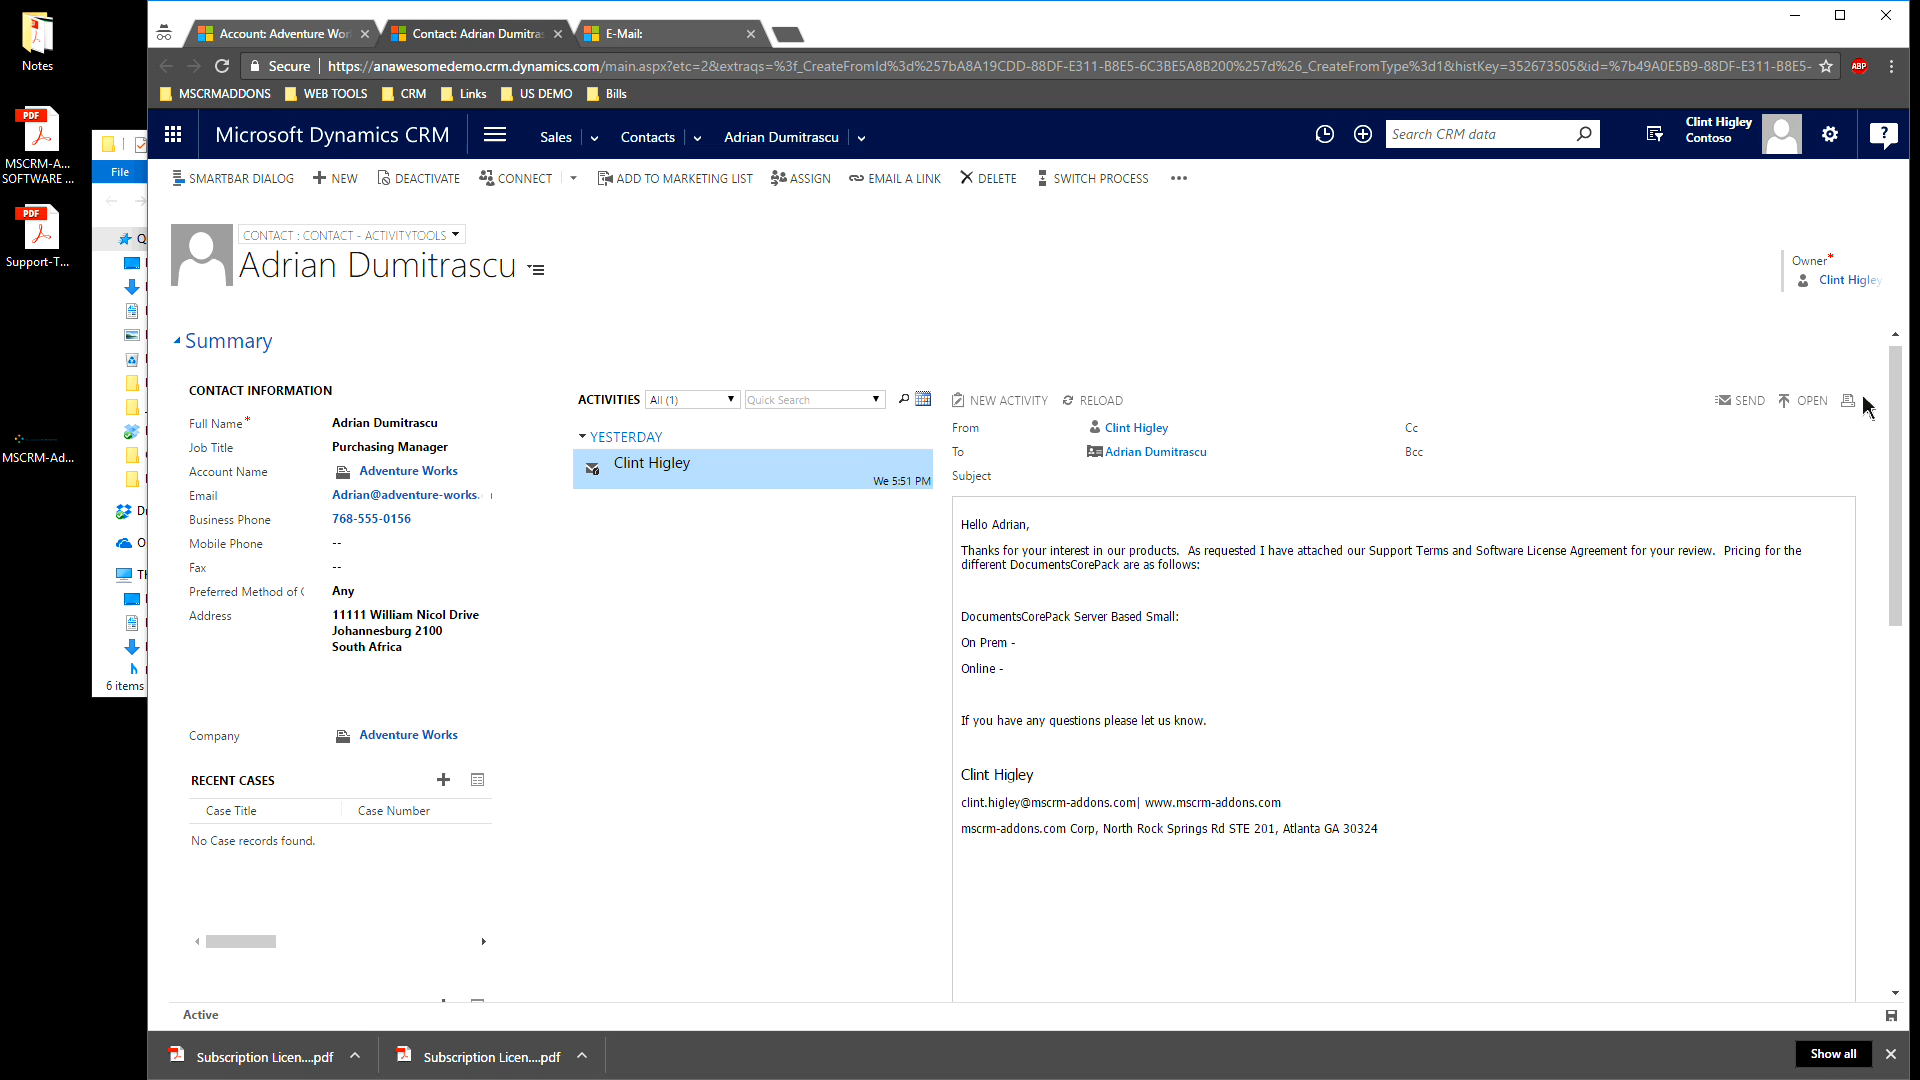 Notes
PDF
MSCRM-A...
SOFTWARE ...
PDF
Support-T...
MSCRM-Ad...
File
6 items
Account: Adventure Wor
Contact: Adrian Dumitras
E-Mail:
Secure
https://anawesomedemo.crm.dynamics.com/main.aspx?etc=2&extraqs=%3f_CreateFromId%3d%257bA8A19CDD-88DF-E311-B8E5-6C3BE5A8B200%257d%26_CreateFromType%3d1&histKey=352673505&id=%7b49A0E5B9-88DF-E311-B8E5-
ABP
MSCRMADDONS
WEB TOOLS
CRM
Links
US DEMO
Bills
Microsoft Dynamics CRM
Sales
Contacts
Adrian Dumitrascu
Search CRM data
Clint Higley
Contoso
?
SMARTBAR DIALOG
NEW
DEACTIVATE
CONNECT
ADD TO MARKETING LIST
ASSIGN
EMAIL A LINK
DELETE
SWITCH PROCESS
CONTACT : CONTACT - ACTIVITYTOOLS
Adrian Dumitrascu
Owner*
Clint Higley
Summary
CONTACT INFORMATION
Full Name* Adrian Dumitrascu
Job Title Purchasing Manager
Account Name Adventure Works
Email Adrian@adventure-works.
Business Phone 768-555-0156
Mobile Phone --
Fax --
Preferred Method of C Any
Address 11111 William Nicol Drive
Johannesburg 2100
South Africa
Company Adventure Works
RECENT CASES
Case Title Case Number
No Case records found.
ACTIVITIES All (1) Quick Search
YESTERDAY
Clint Higley
We 5:51 PM
NEW ACTIVITY RELOAD SEND OPEN
From Clint Higley Cc
To Adrian Dumitrascu Bcc
Subject
Hello Adrian,
Thanks for your interest in our products. As requested I have attached our Support Terms and Software License Agreement for your review. Pricing for the
different DocumentsCorePack are as follows:
DocumentsCorePack Server Based Small:
On Prem -
Online -
If you have any questions please let us know.
Clint Higley
clint.higley@mscrm-addons.com| www.mscrm-addons.com
mscrm-addons.com Corp, North Rock Springs Rd STE 201, Atlanta GA 30324
Active
Subscription Licen....pdf
Subscription Licen....pdf
Show all